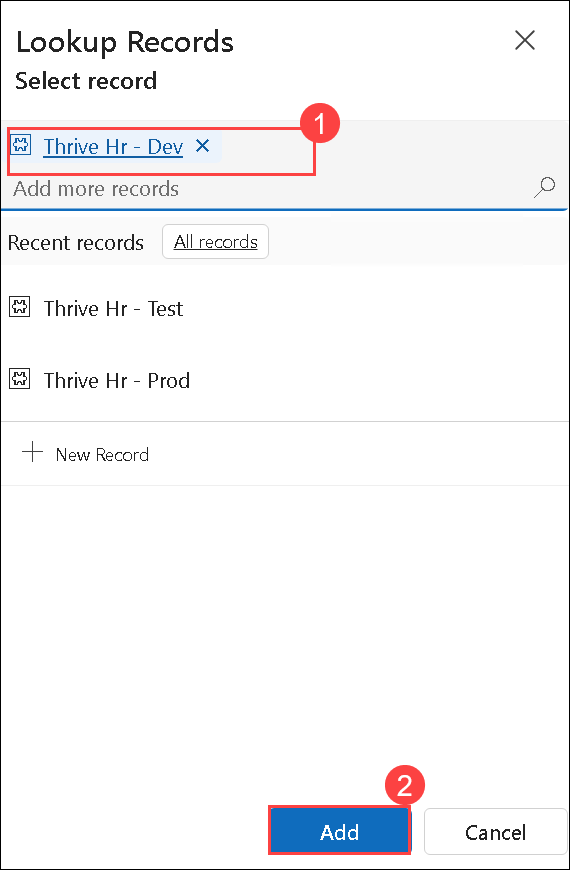 Lookup Records
Select record
1
Thrive Hr - Dev
Add more records
Recent records All records
Thrive Hr - Test
Thrive Hr - Prod
New Record
2
Add Cancel